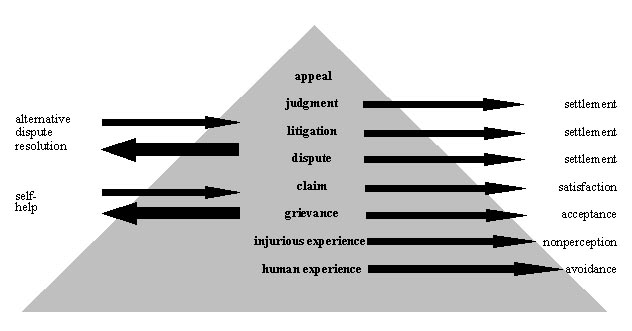 appeal
judgment
settlement
alternative
dispute
resolution
litigation
settlement
dispute
settlement
claim
satisfaction
self-
help
grievance
acceptance
injurious experience
nonperception
human experience
avoidance